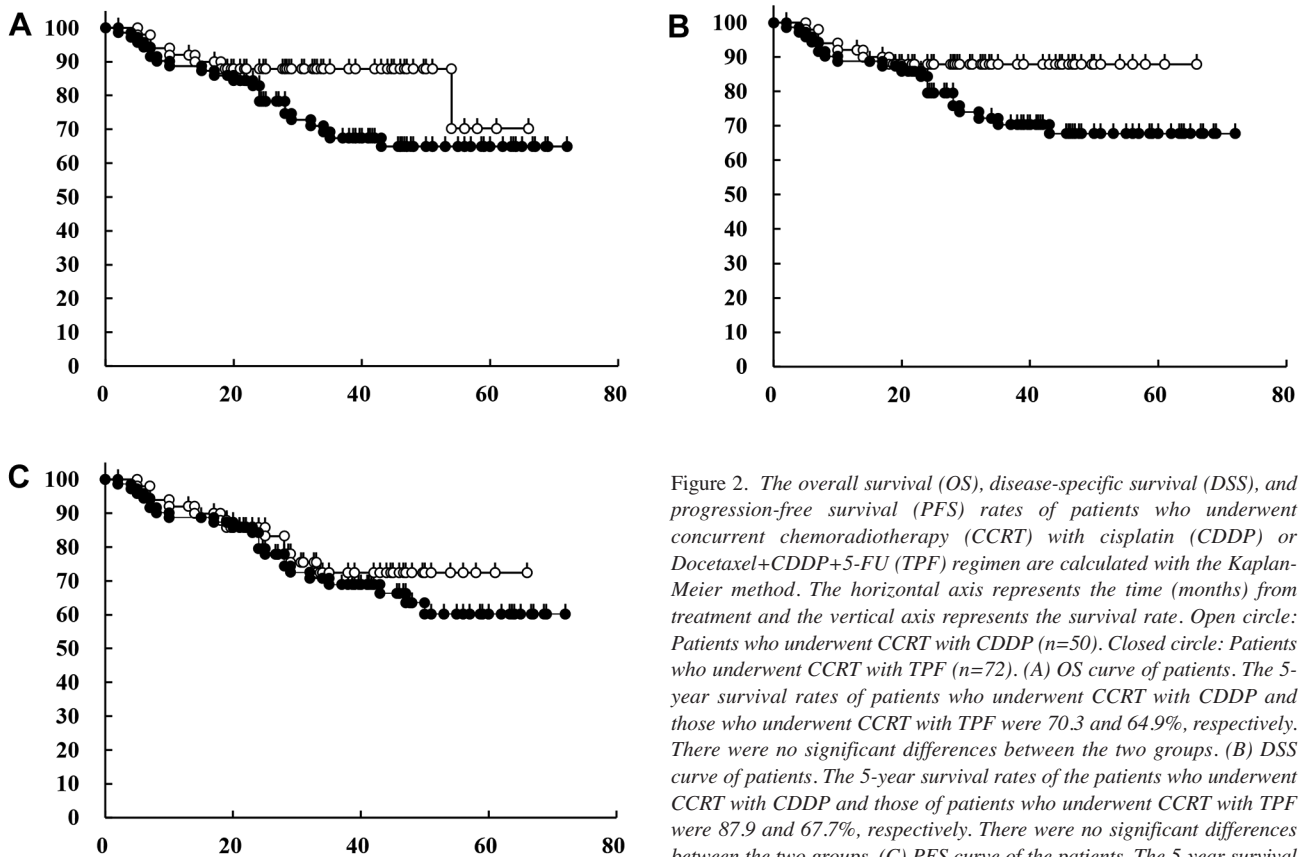 A
100
90
80
70
60
50
40
30
20
10
0
0 20 40 60 80
B
100
90
80
70
60
50
40
30
20
10
0
0 20 40 60 80
C
100
90
80
70
60
50
40
30
20
10
0
0 20 40 60 80
Figure 2. The overall survival (OS), disease-specific survival (DSS), and
progression-free survival (PFS) rates of patients who underwent
concurrent chemoradiotherapy (CCRT) with cisplatin (CDDP) or
Docetaxel+CDDP+5-FU (TPF) regimen are calculated with the Kaplan-
Meier method. The horizontal axis represents the time (months) from
treatment and the vertical axis represents the survival rate. Open circle:
Patients who underwent CCRT with CDDP (n=50). Closed circle: Patients
who underwent CCRT with TPF (n=72). (A) OS curve of patients. The 5-
year survival rates of patients who underwent CCRT with CDDP and
those who underwent CCRT with TPF were 70.3 and 64.9%, respectively.
There were no significant differences between the two groups. (B) DSS
curve of patients. The 5-year survival rates of the patients who underwent
CCRT with CDDP and those of patients who underwent CCRT with TPF
were 87.9 and 67.7%, respectively. There were no significant differences
between the two groups. (C) PFS curve of the patients. The 5-year survival